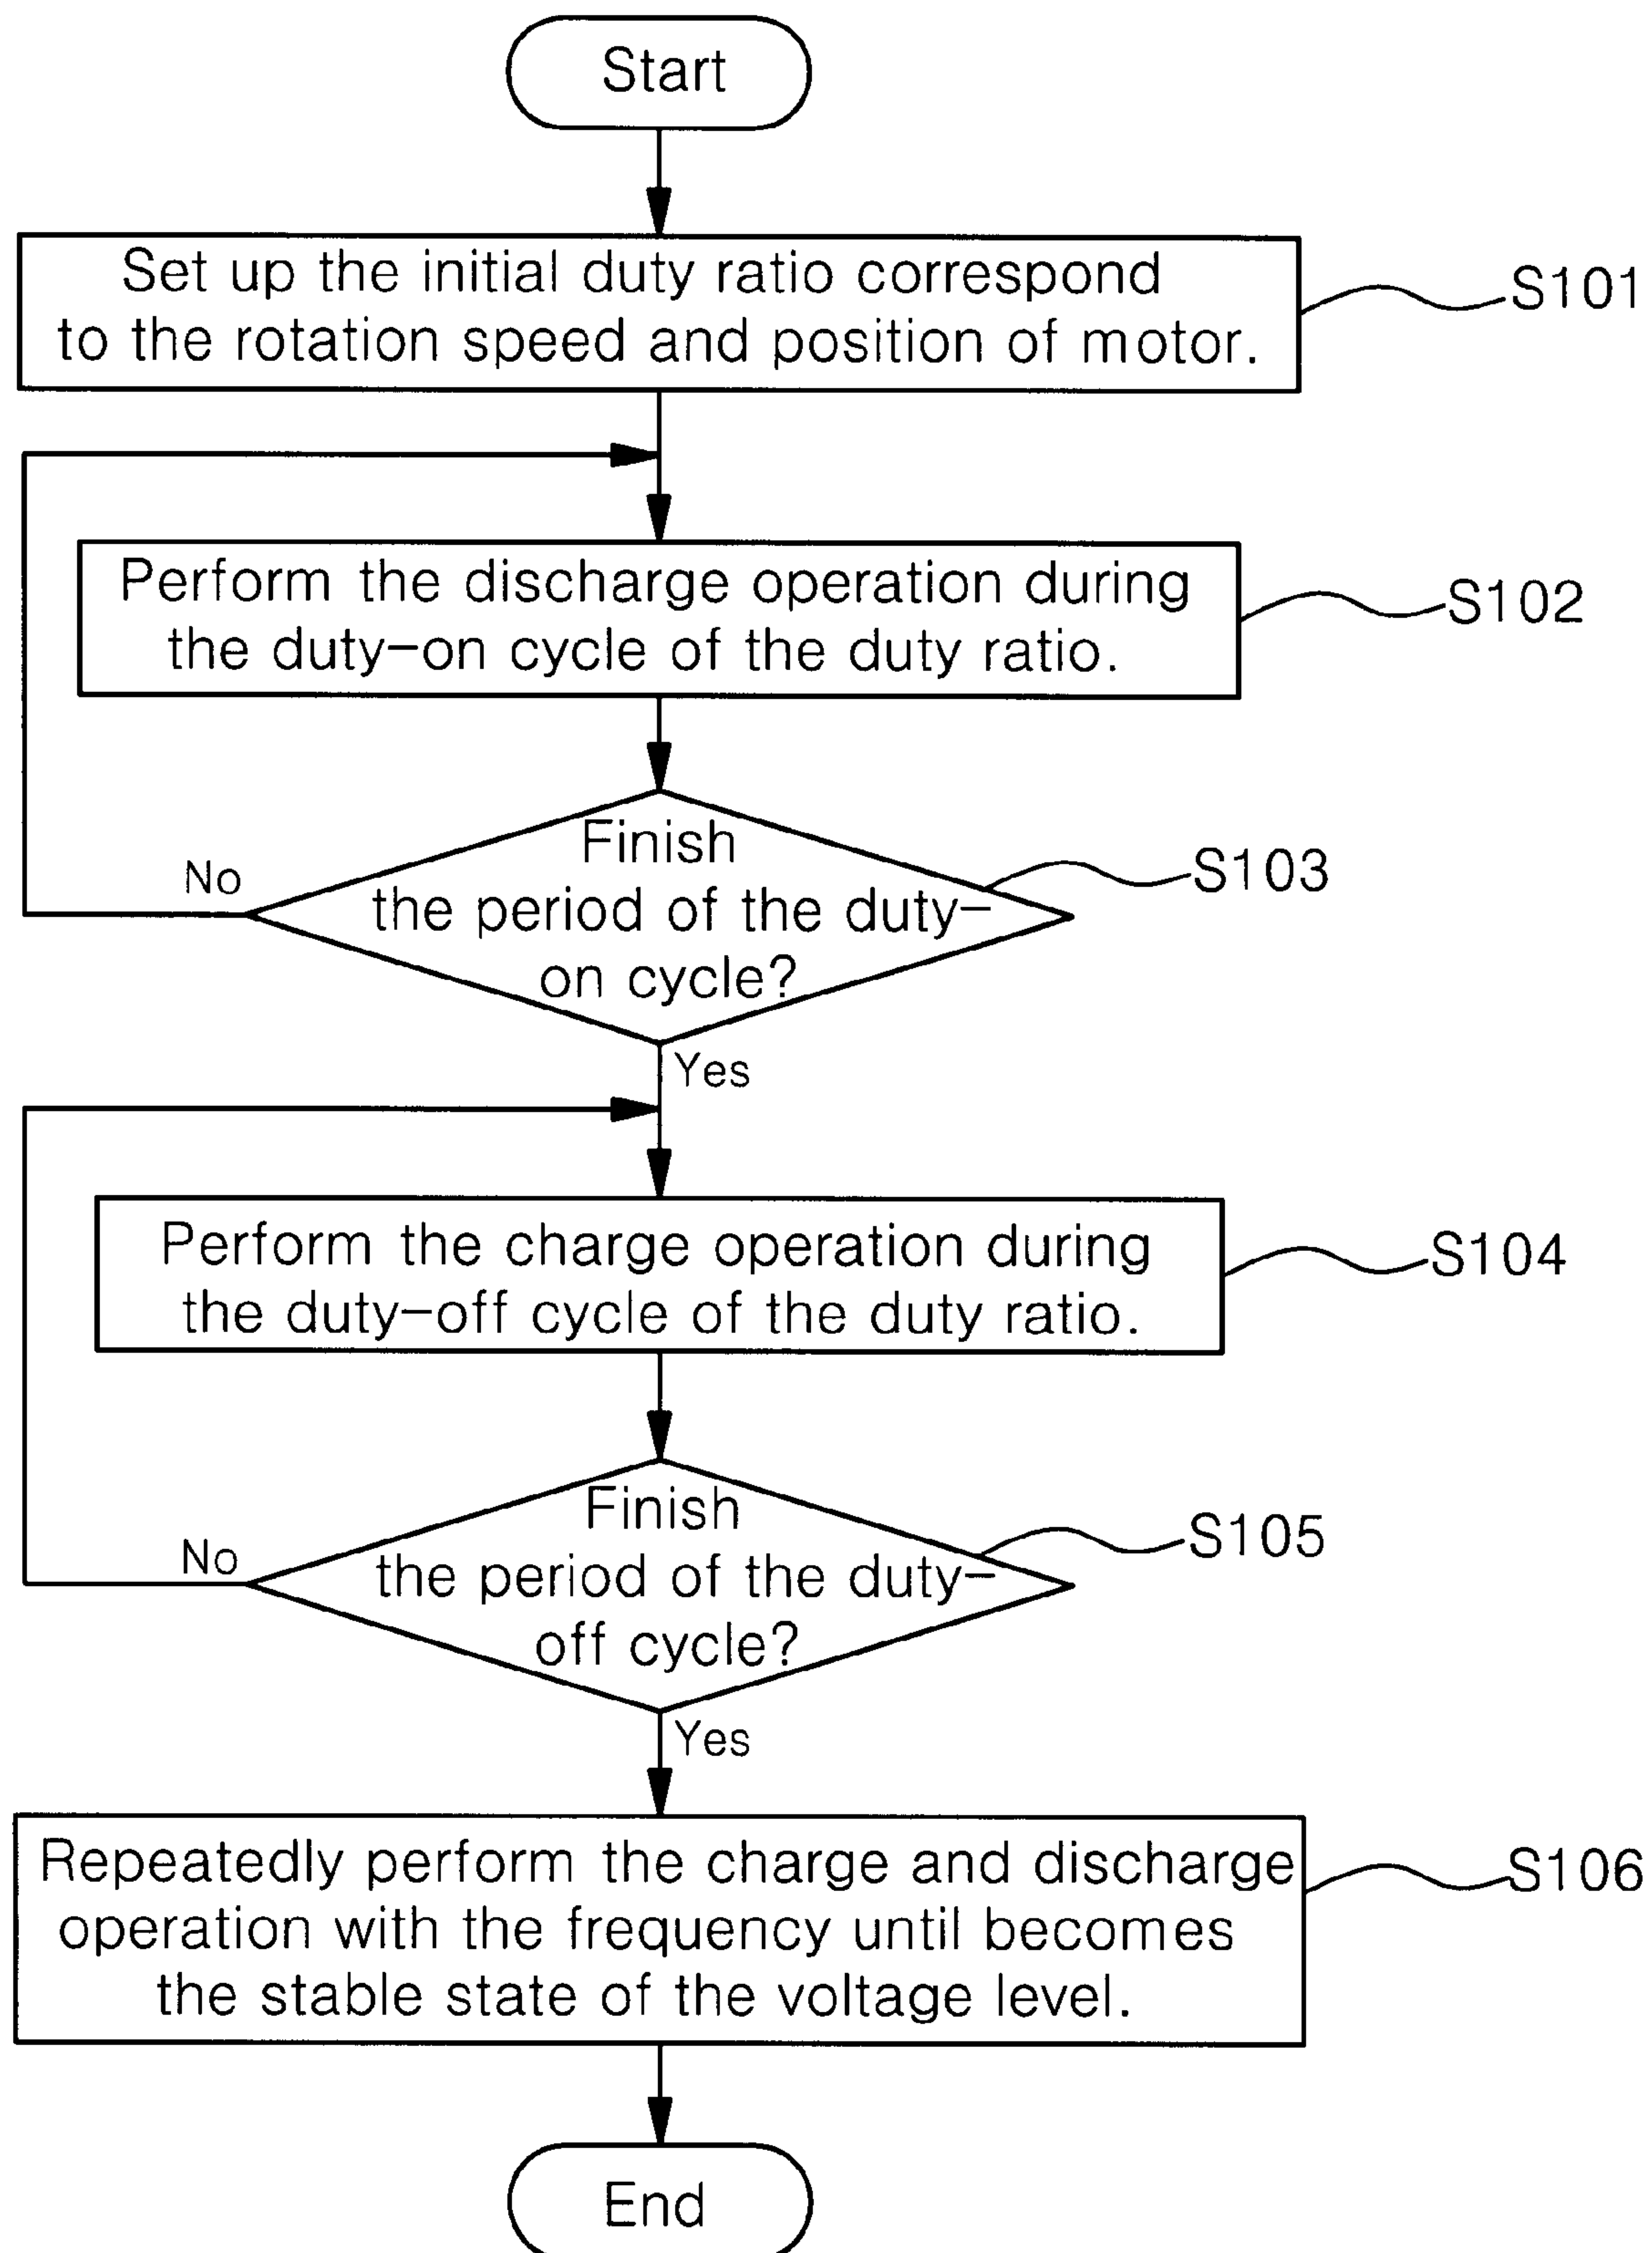 Start
Set up the initial duty ratio correspond
to the rotation speed and position of motor.
S101
Perform the discharge operation during
the duty-on cycle of the duty ratio.
S102
Finish
the period of the duty-
on cycle?
S103
No
Yes
Perform the charge operation during
the duty-off cycle of the duty ratio.
S104
Finish
the period of the duty-
off cycle?
S105
No
Yes
Repeatedly perform the charge and discharge
operation with the frequency until becomes
the stable state of the voltage level.
S106
End